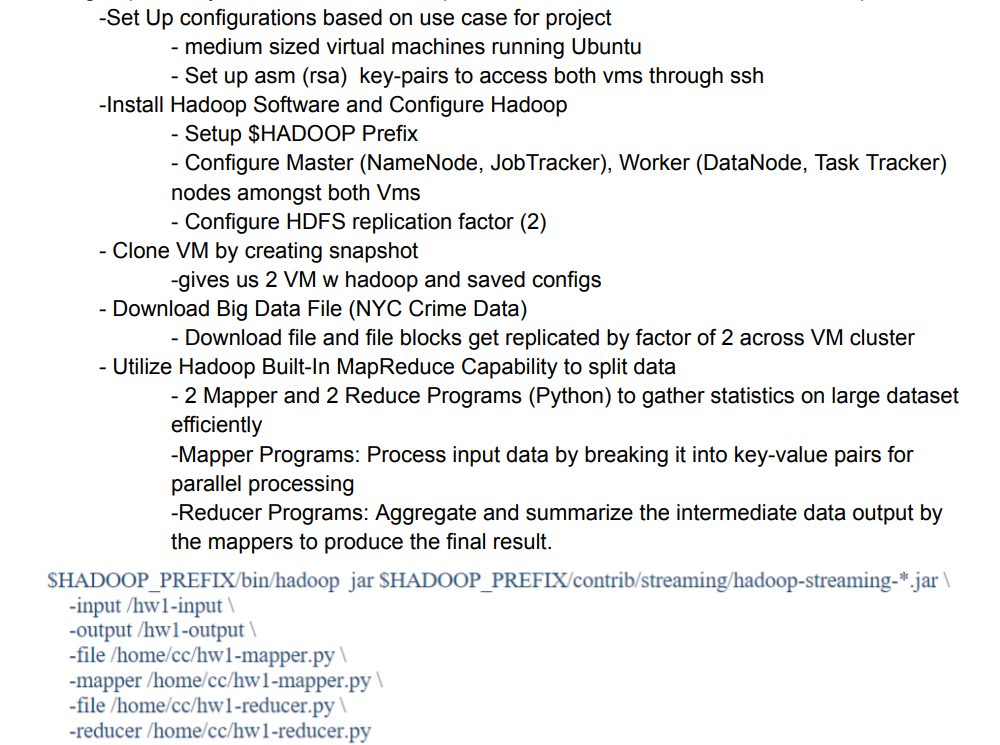 -Set Up configurations based on use case for project
- medium sized virtual machines running Ubuntu
- Set up asm (rsa) key-pairs to access both vms through ssh
-Install Hadoop Software and Configure Hadoop
- Setup $HADOOP Prefix
- Configure Master (NameNode, JobTracker), Worker (DataNode, Task Tracker)
nodes amongst both Vms
- Configure HDFS replication factor (2)
- Clone VM by creating snapshot
-gives us 2 VM w hadoop and saved configs
- Download Big Data File (NYC Crime Data)
- Download file and file blocks get replicated by factor of 2 across VM cluster
- Utilize Hadoop Built-In MapReduce Capability to split data
- 2 Mapper and 2 Reduce Programs (Python) to gather statistics on large dataset
efficiently
-Mapper Programs: Process input data by breaking it into key-value pairs for
parallel processing
-Reducer Programs: Aggregate and summarize the intermediate data output by
the mappers to produce the final result.
$HADOOP_PREFIX/bin/hadoop jar $HADOOP_PREFIX/contrib/streaming/hadoop-streaming-*.jar \
-input /hw1-input \
-output /hw1-output \
-file /home/cc/hw1-mapper.py \
-mapper /home/cc/hw1-mapper.py \
-file /home/cc/hw1-reducer.py \
-reducer /home/cc/hw1-reducer.py